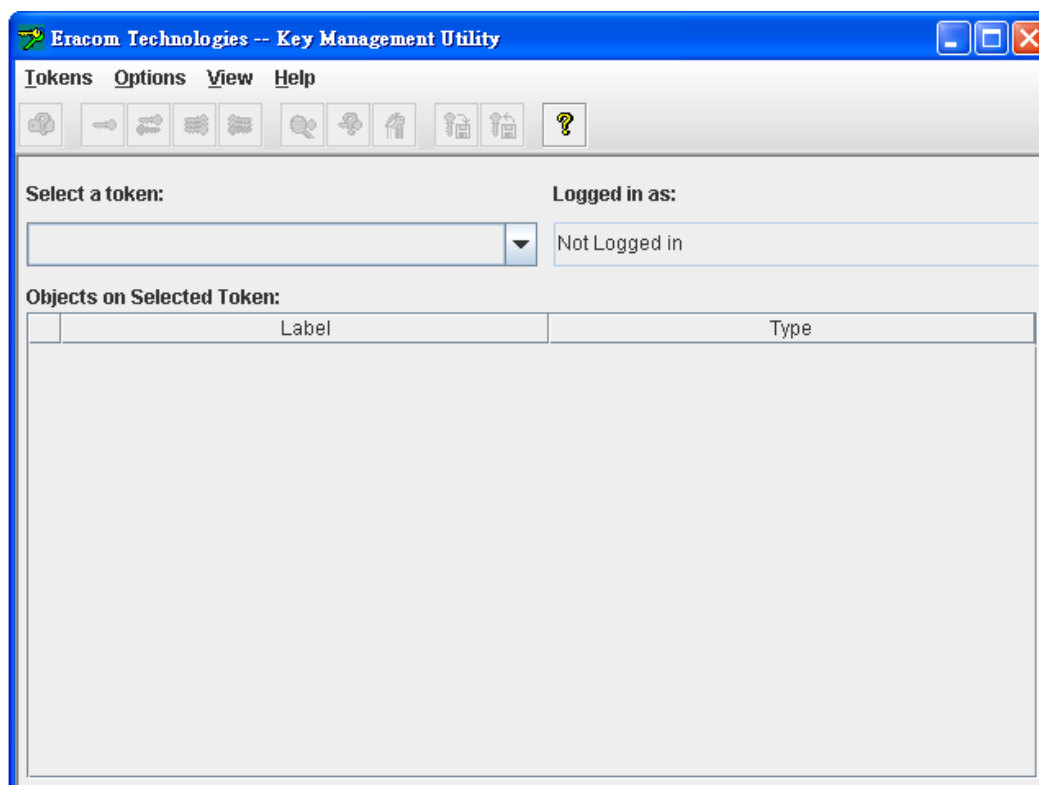 Eracom Technologies -- Key Management Utility
Tokens Options View Help
Select a token: Logged in as:
Not Logged in
Objects on Selected Token:
Label Type